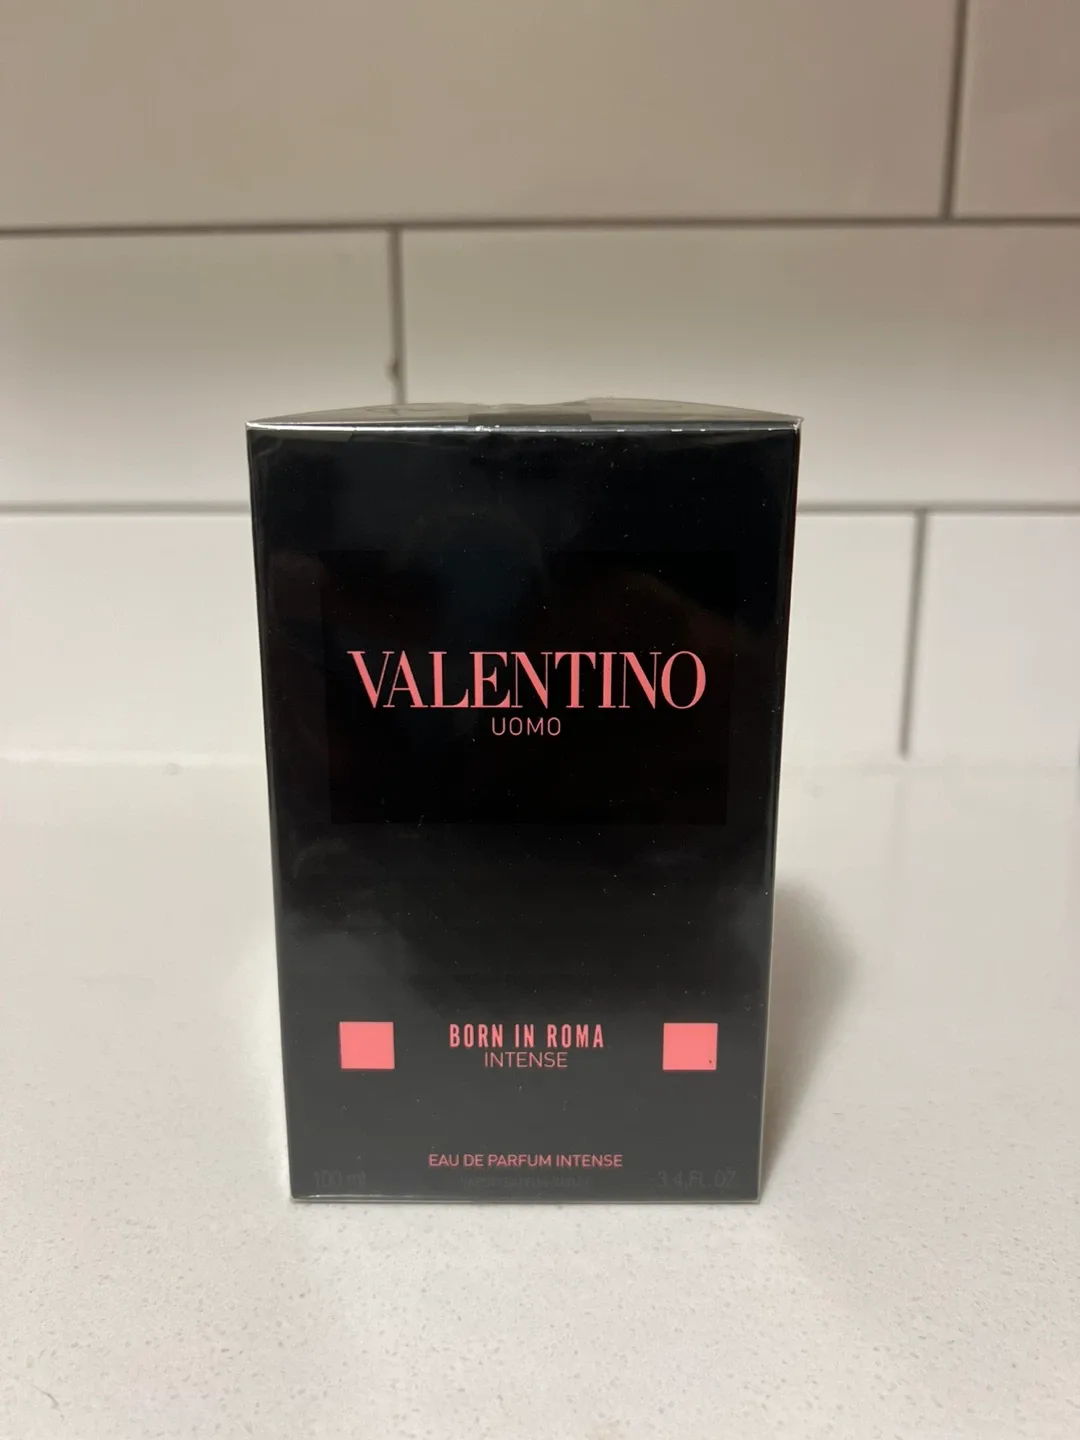 VALENTINO
UOMO
BORN IN ROMA
INTENSE
EAU DE PARFUM INTENSE
100 ml 3.4 FL.OZ